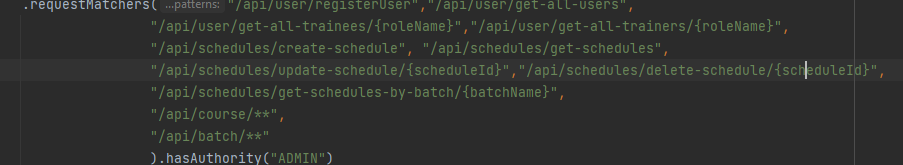 .requestMatchers( ...patterns: "/api/user/registerUser","/api/user/get-all-users",
"/api/user/get-all-trainees/{roleName}","/api/user/get-all-trainers/{roleName}",
"/api/schedules/create-schedule", "/api/schedules/get-schedules",
"/api/schedules/update-schedule/{scheduleId}","/api/schedules/delete-schedule/{scheduleId}",
"/api/schedules/get-schedules-by-batch/{batchName}",
"/api/course/**",
"/api/batch/**"
).hasAuthority("ADMIN")